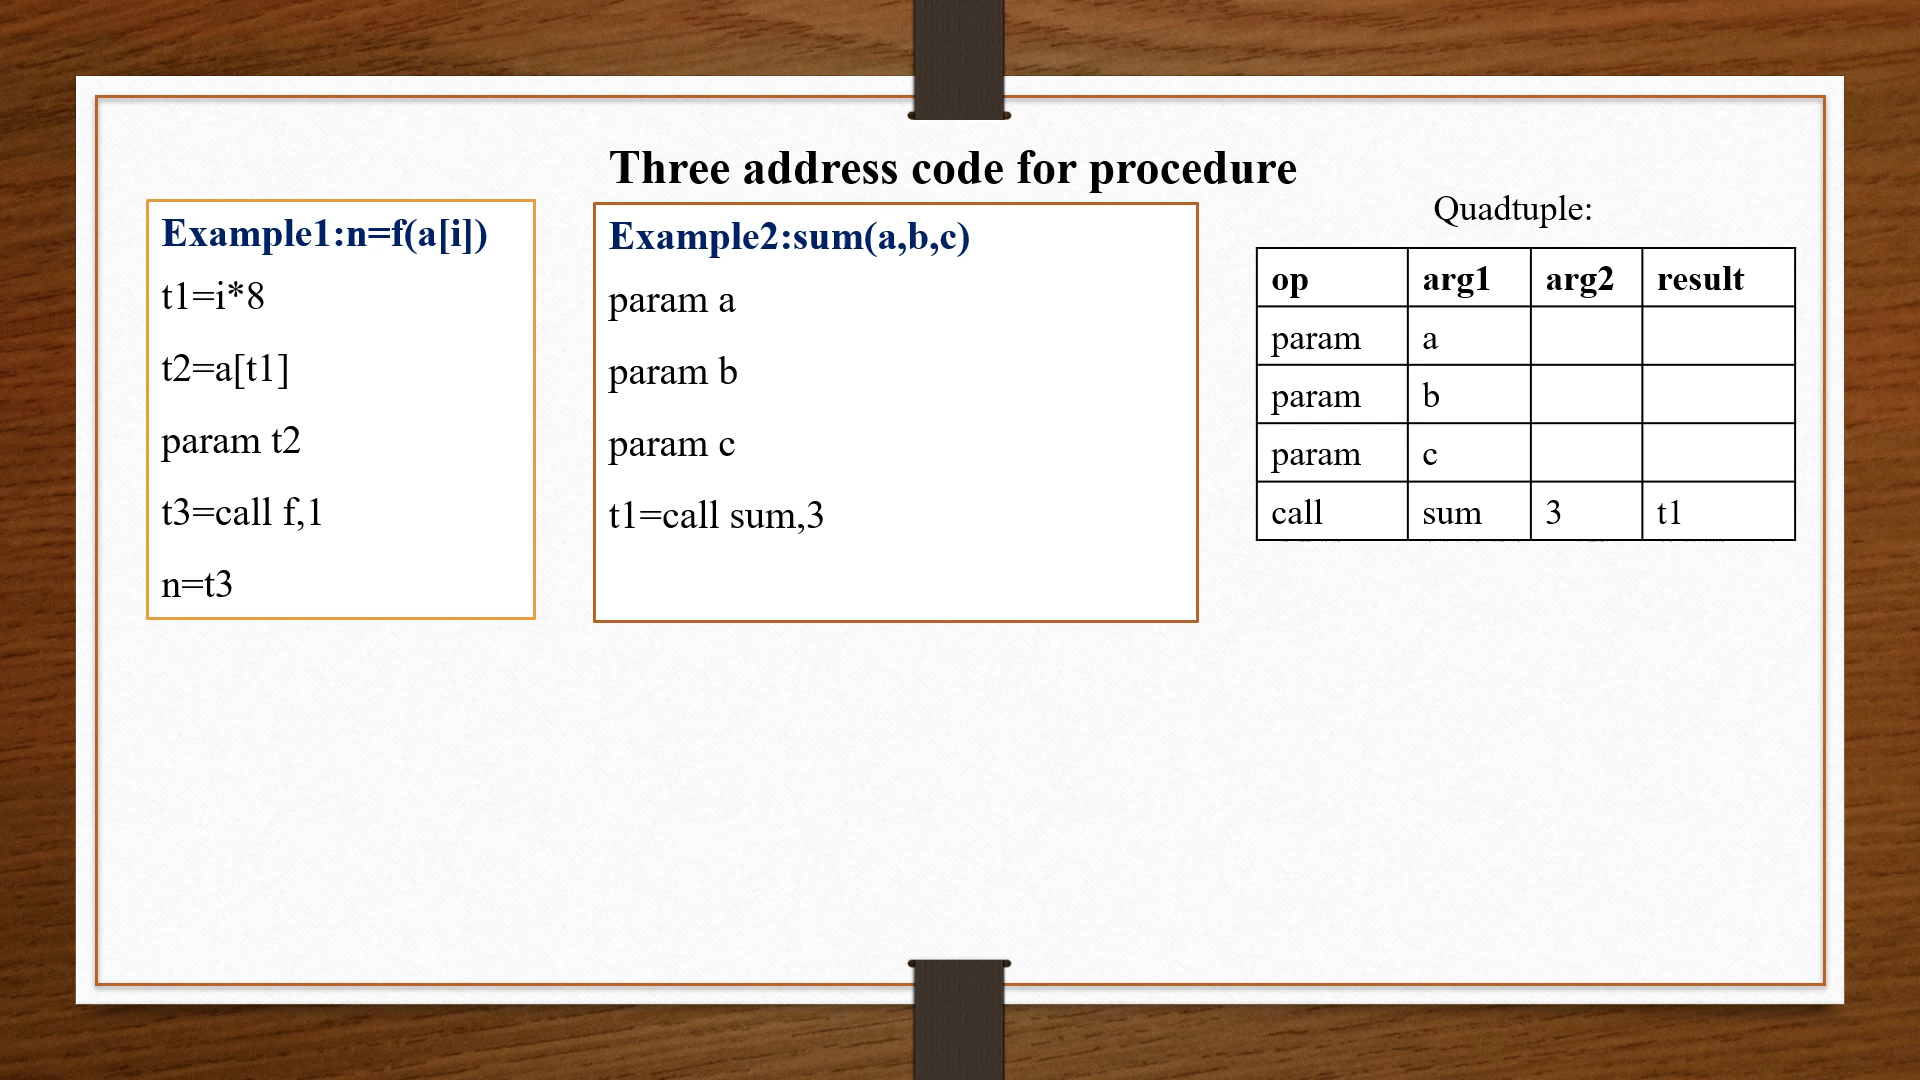 Three address code for procedure
Example1:n=f(a[i])
t1=i*8
t2=a[t1]
param t2
t3=call f,1
n=t3
Example2:sum(a,b,c)
param a
param b
param c
t1=call sum,3
Quadtuple:
op arg1 arg2 result
param a
param b
param c
call sum 3 t1